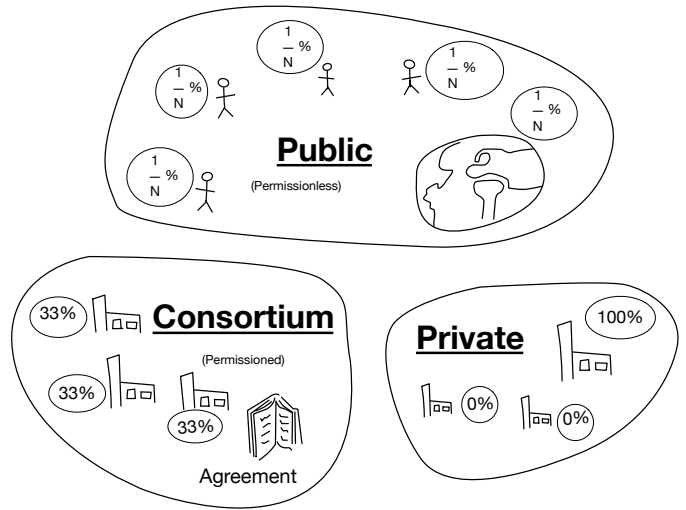 1
— %
N
1
— %
N
1
— %
N
1
— %
N
1
— %
N
Public
(Permissionless)
33%
Consortium
(Permissioned)
33%
33%
Agreement
100%
Private
0%
0%